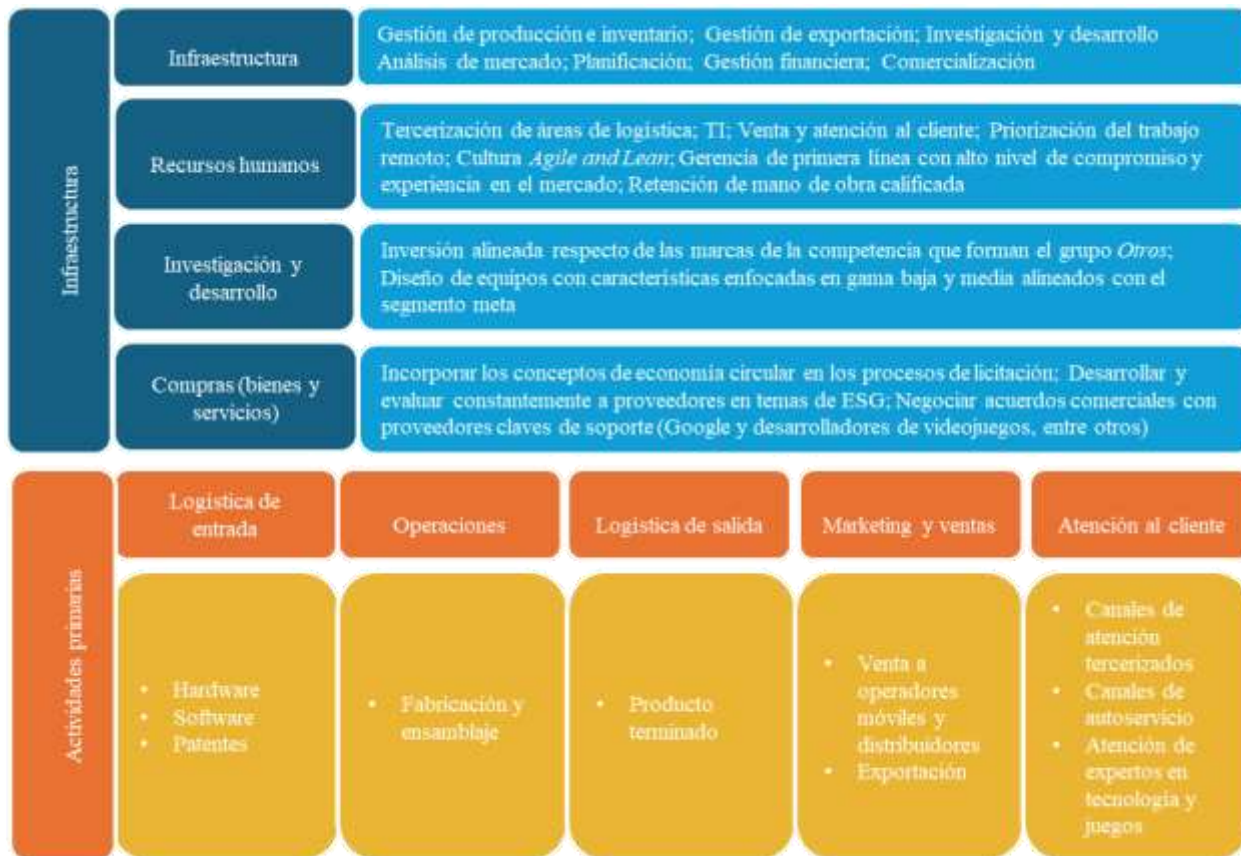 Infraestructura
Infraestructura
Gestión de producción e inventario; Gestión de exportación; Investigación y desarrollo
Análisis de mercado; Planificación; Gestión financiera; Comercialización
Recursos humanos
Tercerización de áreas de logística; TI; Venta y atención al cliente; Priorización del trabajo
remoto; Cultura Agile and Lean; Gerencia de primera línea con alto nivel de compromiso y
experiencia en el mercado; Retención de mano de obra calificada
Investigación y
desarrollo
Inversión alineada respecto de las marcas de la competencia que forman el grupo Otros;
Diseño de equipos con características enfocadas en gama baja y media alineados con el
segmento meta
Compras (bienes y
servicios)
Incorporar los conceptos de economía circular en los procesos de licitación; Desarrollar y
evaluar constantemente a proveedores en temas de ESG; Negociar acuerdos comerciales con
proveedores claves de soporte (Google y desarrolladores de videojuegos, entre otros)
Actividades primarias
Logística de
entrada
Operaciones
Logística de salida
Marketing y ventas
Atención al cliente
• Hardware
• Software
• Patentes
• Fabricación y
ensamblaje
• Producto
terminado
• Venta a
operadores
móviles y
distribuidores
• Exportación
• Canales de
atención
tercerizados
• Canales de
autoservicio
• Atención de
expertos en
tecnología y
juegos